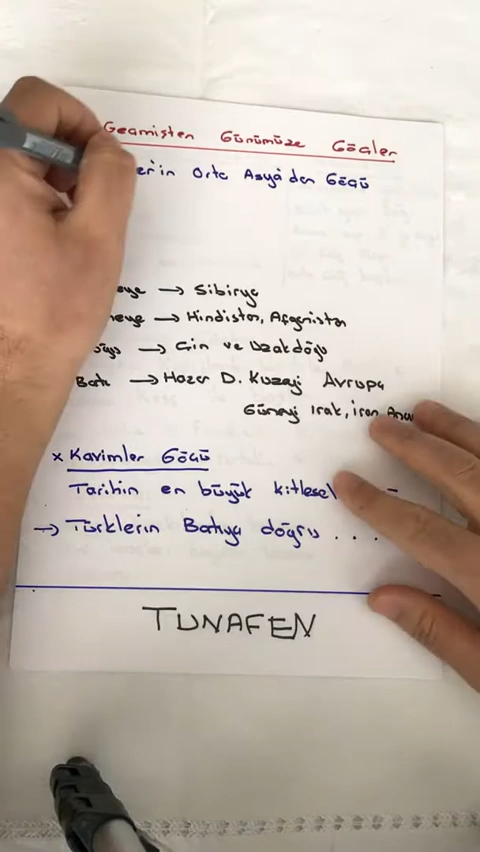 Geçmişten Günümüze Göçler
Orta Asya'dan Göçü
→ Sibirya
→ Hindistan, Afganistan
→ Çin ve Uzakdoğu
Batı → Hazar D. Kuzeyi Avrupa
Güneyi Irak, İran
x Kavimler Göçü
Tarihin en büyük kitlesel
→ Türklerin Batıya doğru . . . .
TUNAFEN